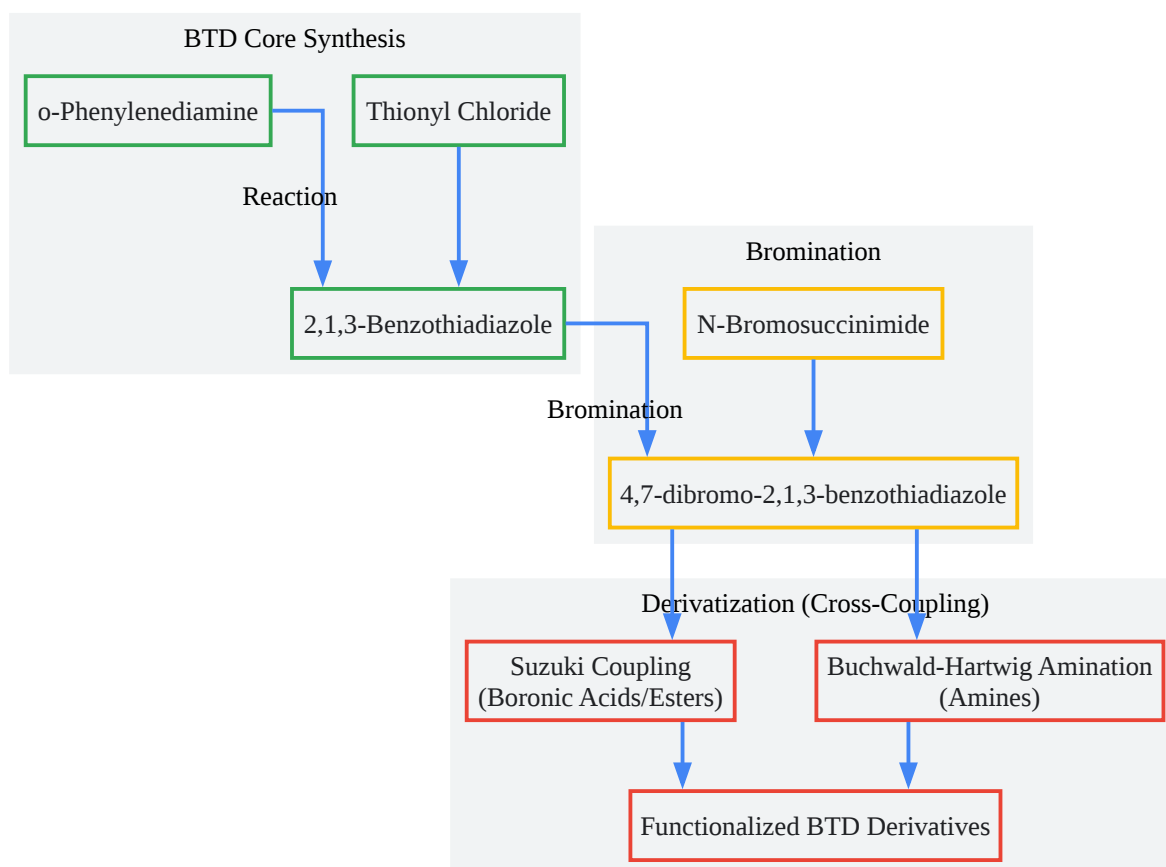 BTD Core Synthesis
o-Phenylenediamine
Thionyl Chloride
Reaction
2,1,3-Benzothiadiazole
Bromination
N-Bromosuccinimide
Bromination
4,7-dibromo-2,1,3-benzothiadiazole
Derivatization (Cross-Coupling)
Suzuki Coupling
(Boronic Acids/Esters)
Buchwald-Hartwig Amination
(Amines)
Functionalized BTD Derivatives